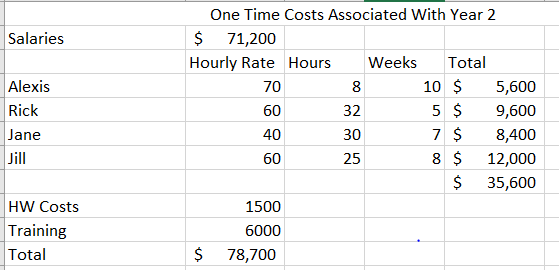 One Time Costs Associated With Year 2
Salaries $ 71,200
Hourly Rate Hours Weeks Total
Alexis 70 8 10 $ 5,600
Rick 60 32 5 $ 9,600
Jane 40 30 7 $ 8,400
Jill 60 25 8 $ 12,000
$ 35,600
HW Costs 1500
Training 6000
Total $ 78,700